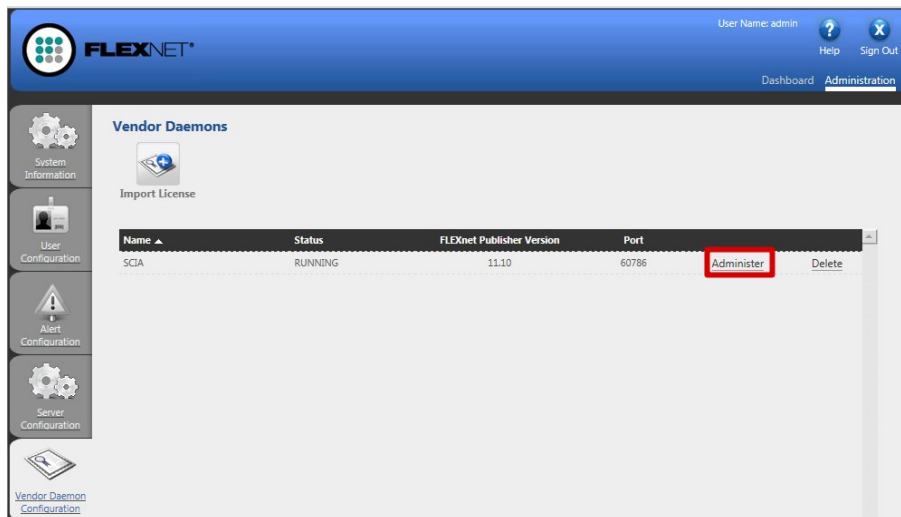 User Name: admin
FLEXNET®
Help
Sign Out
Dashboard Administration
System
Information
User
Configuration
Alert
Configuration
Server
Configuration
Vendor Daemon
Configuration
Vendor Daemons
Import License
Name Status FLEXnet Publisher Version Port
SCIA RUNNING 11.10 60786 Administer Delete